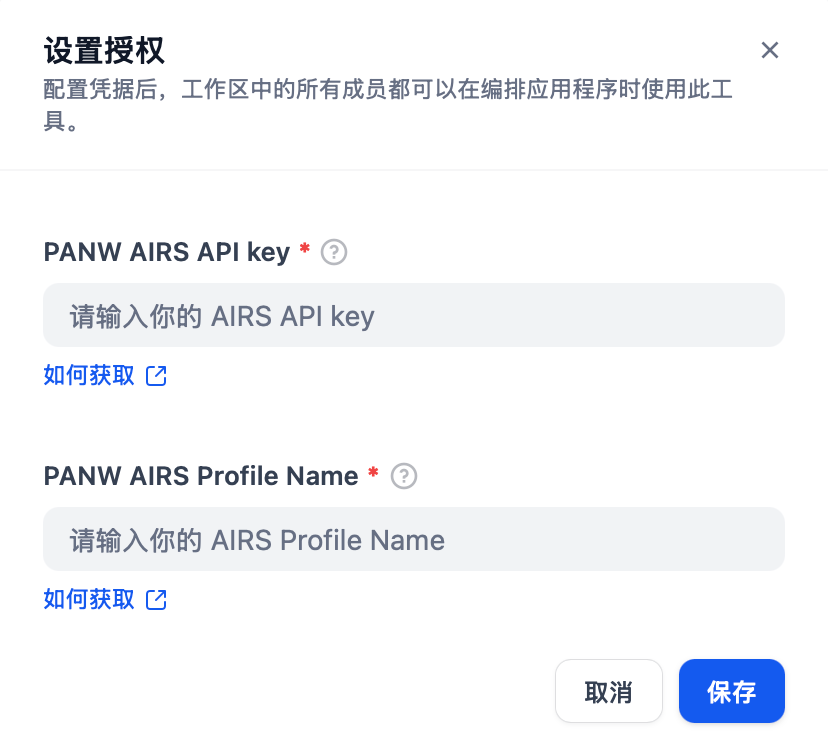 设置授权
配置凭据后，工作区中的所有成员都可以在编排应用程序时使用此工
具。
PANW AIRS API key *
请输入你的 AIRS API key
如何获取
PANW AIRS Profile Name *
请输入你的 AIRS Profile Name
如何获取
取消
保存